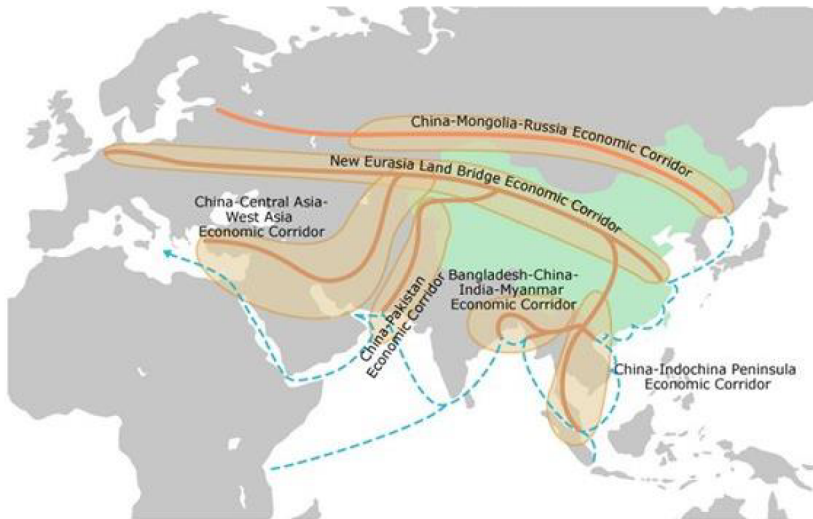 China-Mongolia-Russia Economic Corridor
New Eurasia Land Bridge Economic Corridor
China-Central Asia-
West Asia
Economic Corridor
China-Pakistan
Economic Corridor
Bangladesh-China-
India-Myanmar
Economic Corridor
China-Indochina Peninsula
Economic Corridor